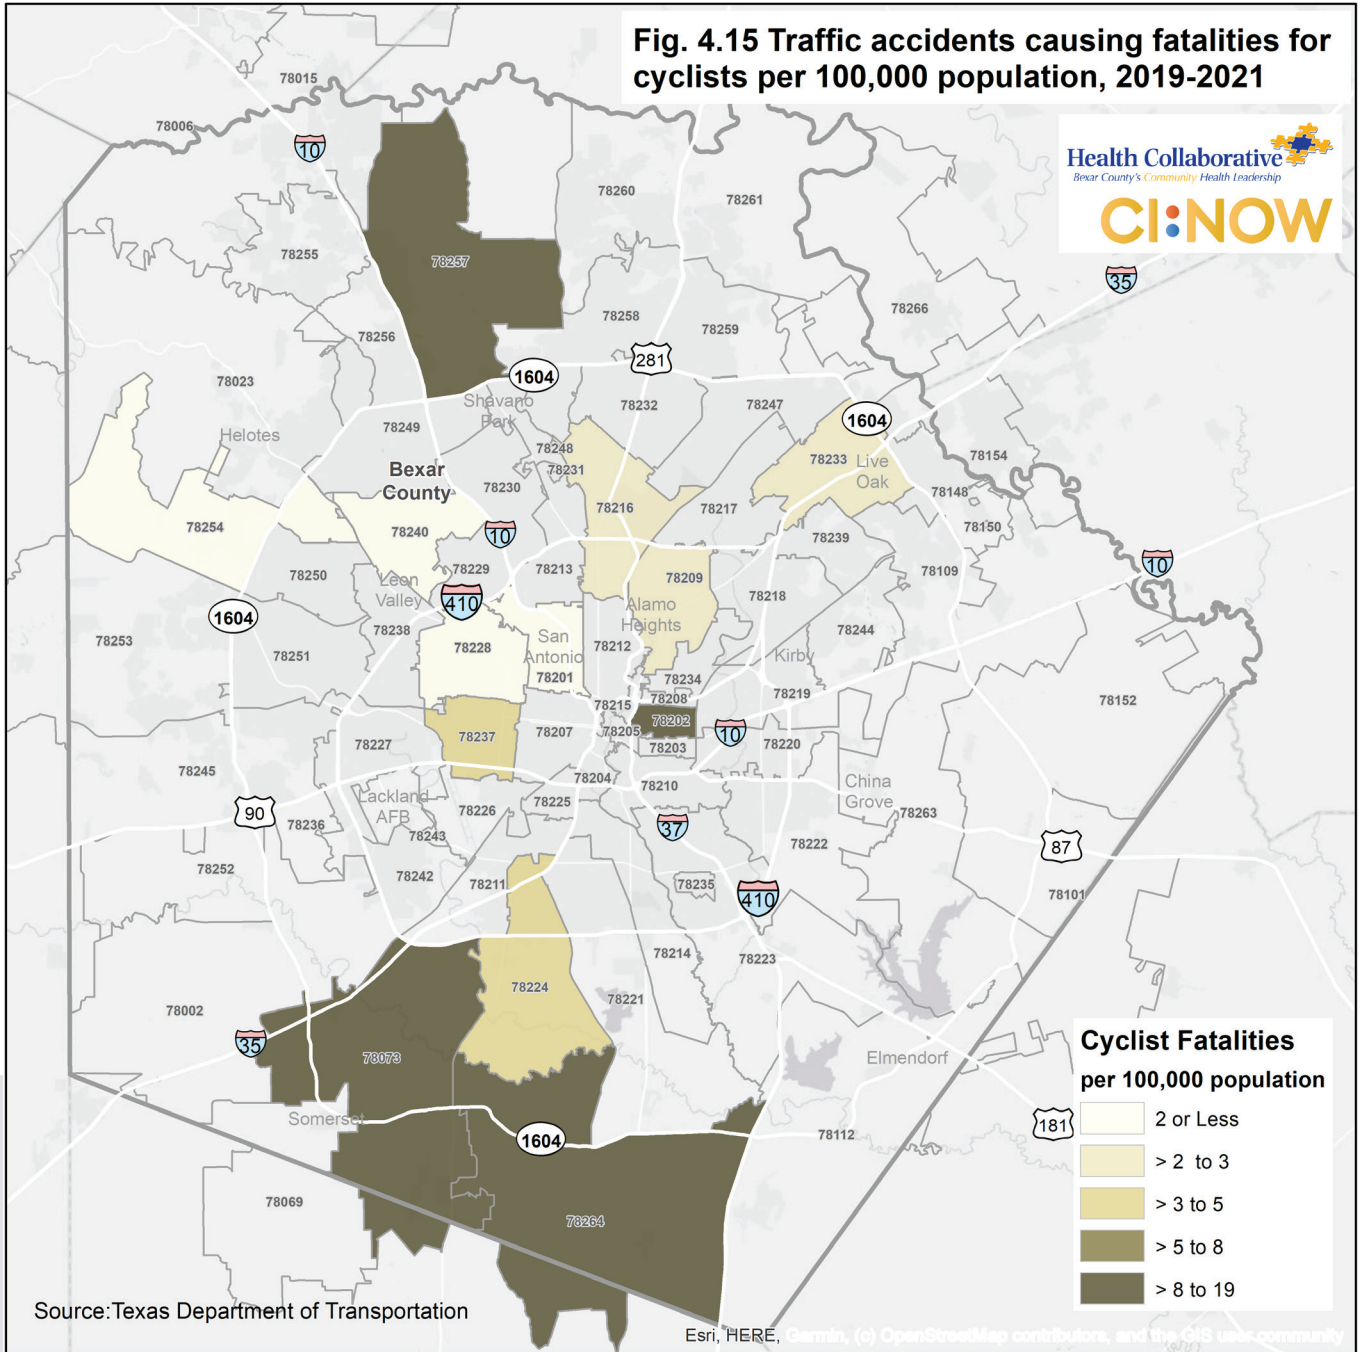 Fig. 4.15 Traffic accidents causing fatalities for
cyclists per 100,000 population, 2019-2021
Health Collaborative
Bexar County's Community Health Leadership
CI:NOW
78015
78006
10
78260
78261
78255
78257
35
78266
78258
78259
78256
281
1604
78023
Shavano
Park
78232
78247
1604
Helotes
78249
78248
78233
Live
Oak
78154
Bexar
County
78231
78230
78148
78216
78217
78254
78240
10
78239
78150
78250
78229
78213
78209
78109
10
Leon
Valley
410
78218
1604
Alamo
Heights
78238
78244
78253
78251
78228
San
Antonio
78201
78212
Kirby
78234
78219
78152
78208
78215
78202
78237
78207
78205
10
78227
78203
78220
78245
78204
78210
China
Grove
Lackland
AFB
78226
78225
90
78236
78263
37
78243
78222
87
78252
78242
78211
78235
410
78101
78214
78223
78224
78221
78002
35
78073
Elmendorf
Somerset
1604
78112
181
78069
78264
Cyclist Fatalities
per 100,000 population
2 or Less
> 2 to 3
> 3 to 5
> 5 to 8
> 8 to 19
Source:Texas Department of Transportation
Esri, HERE, Garmin, (c) OpenStreetMap contributors, and the GIS user community